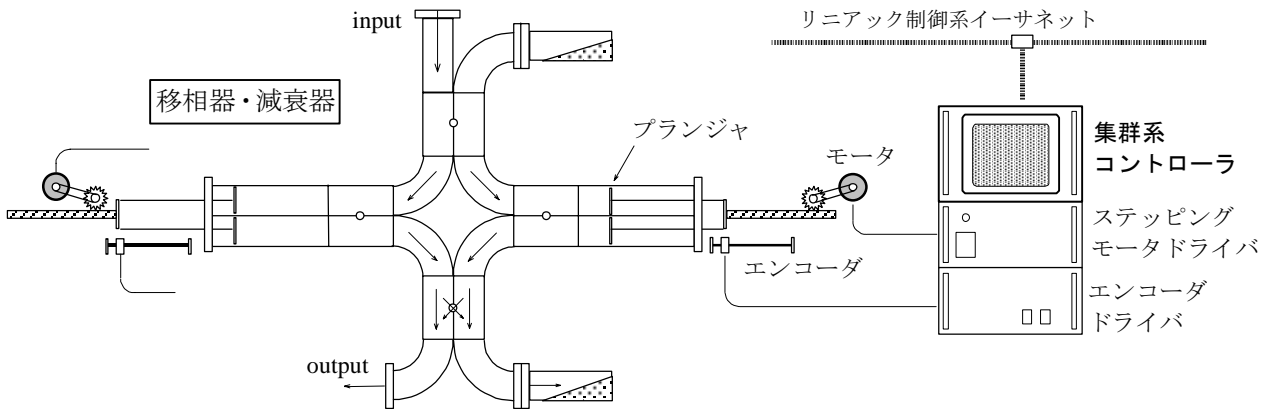 input
リニアック制御系イーサネット
移相器・減衰器
プランジャ
モータ
集群系
コントローラ
ステッピング
モータドライバ
エンコーダ
エンコーダ
ドライバ
output